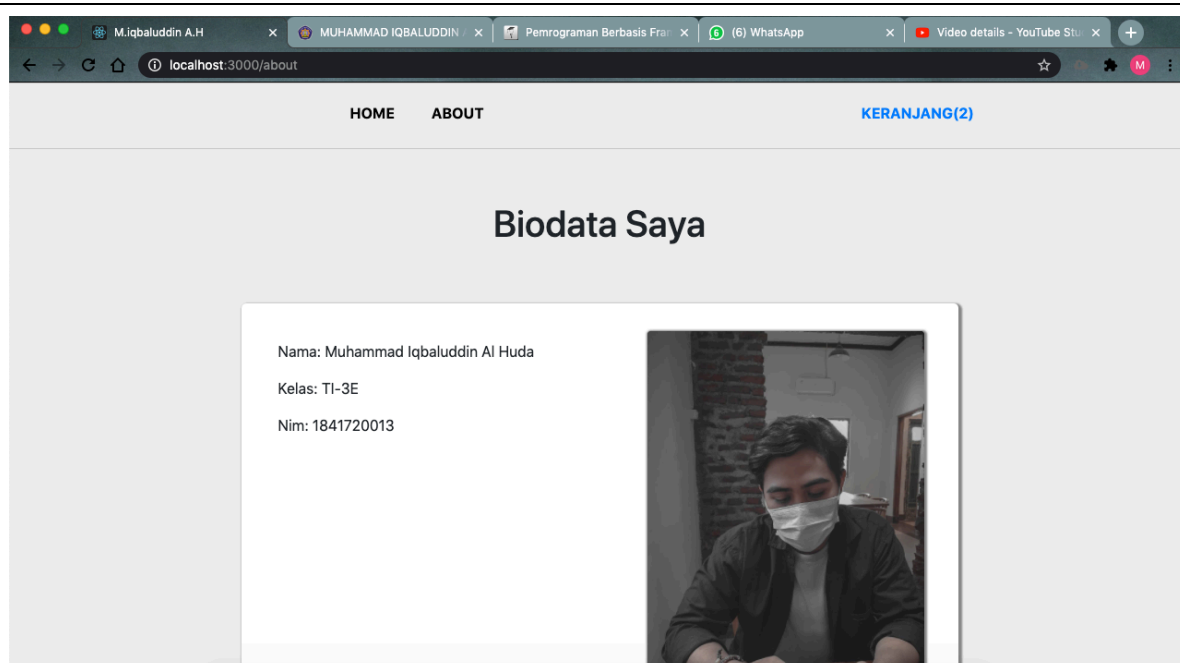 M.iqbaluddin A.H
MUHAMMAD IQBALUDDIN
Pemrograman Berbasis Fra
(6) WhatsApp
Video details - YouTube Stu
localhost:3000/about
M
HOME ABOUT KERANJANG(2)
Biodata Saya
Nama: Muhammad Iqbaluddin Al Huda
Kelas: TI-3E
Nim: 1841720013